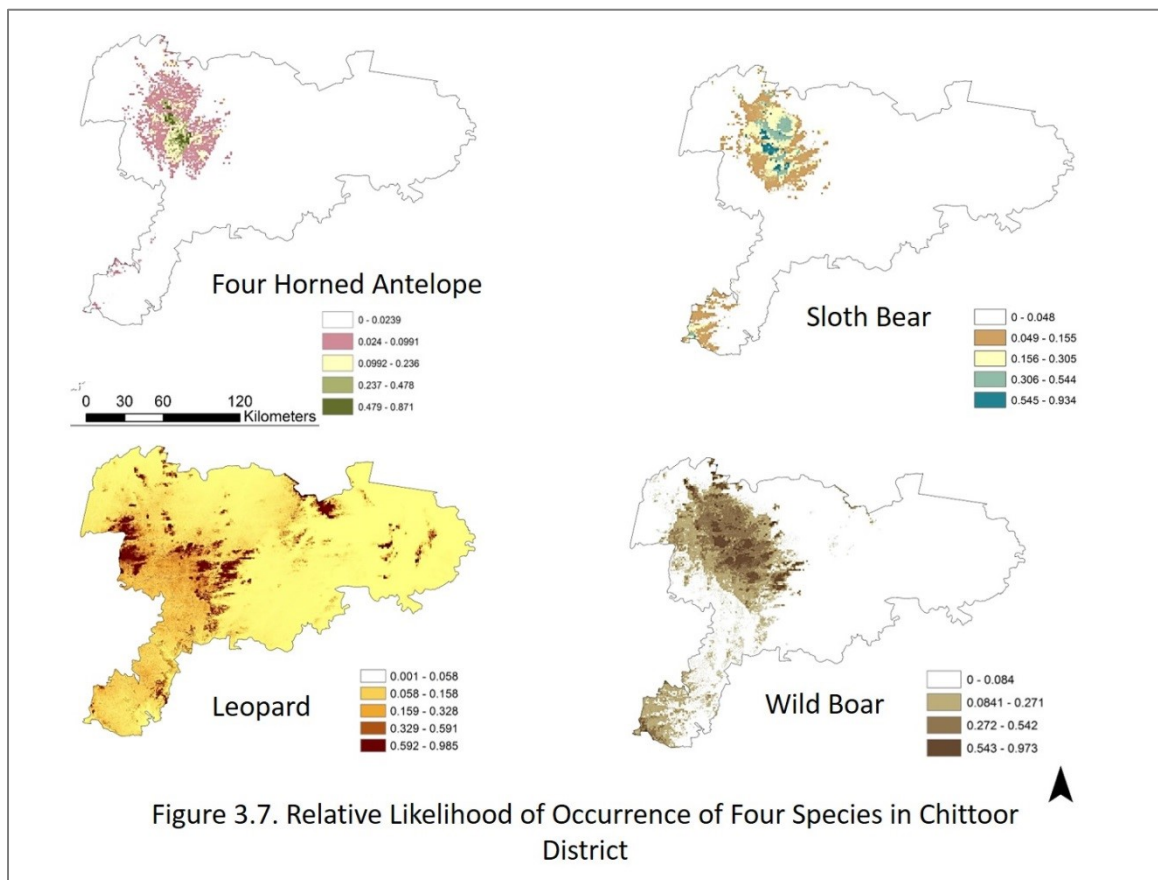 Four Horned Antelope
0 - 0.0239
0.024 - 0.0991
0.0992 - 0.236
0.237 - 0.478
0.479 - 0.871
0 30 60 120
Kilometers
Sloth Bear
0 - 0.048
0.049 - 0.155
0.156 - 0.305
0.306 - 0.544
0.545 - 0.934
Leopard
0.001 - 0.058
0.058 - 0.158
0.159 - 0.328
0.329 - 0.591
0.592 - 0.985
Wild Boar
0 - 0.084
0.0841 - 0.271
0.272 - 0.542
0.543 - 0.973
Figure 3.7. Relative Likelihood of Occurrence of Four Species in Chittoor
District